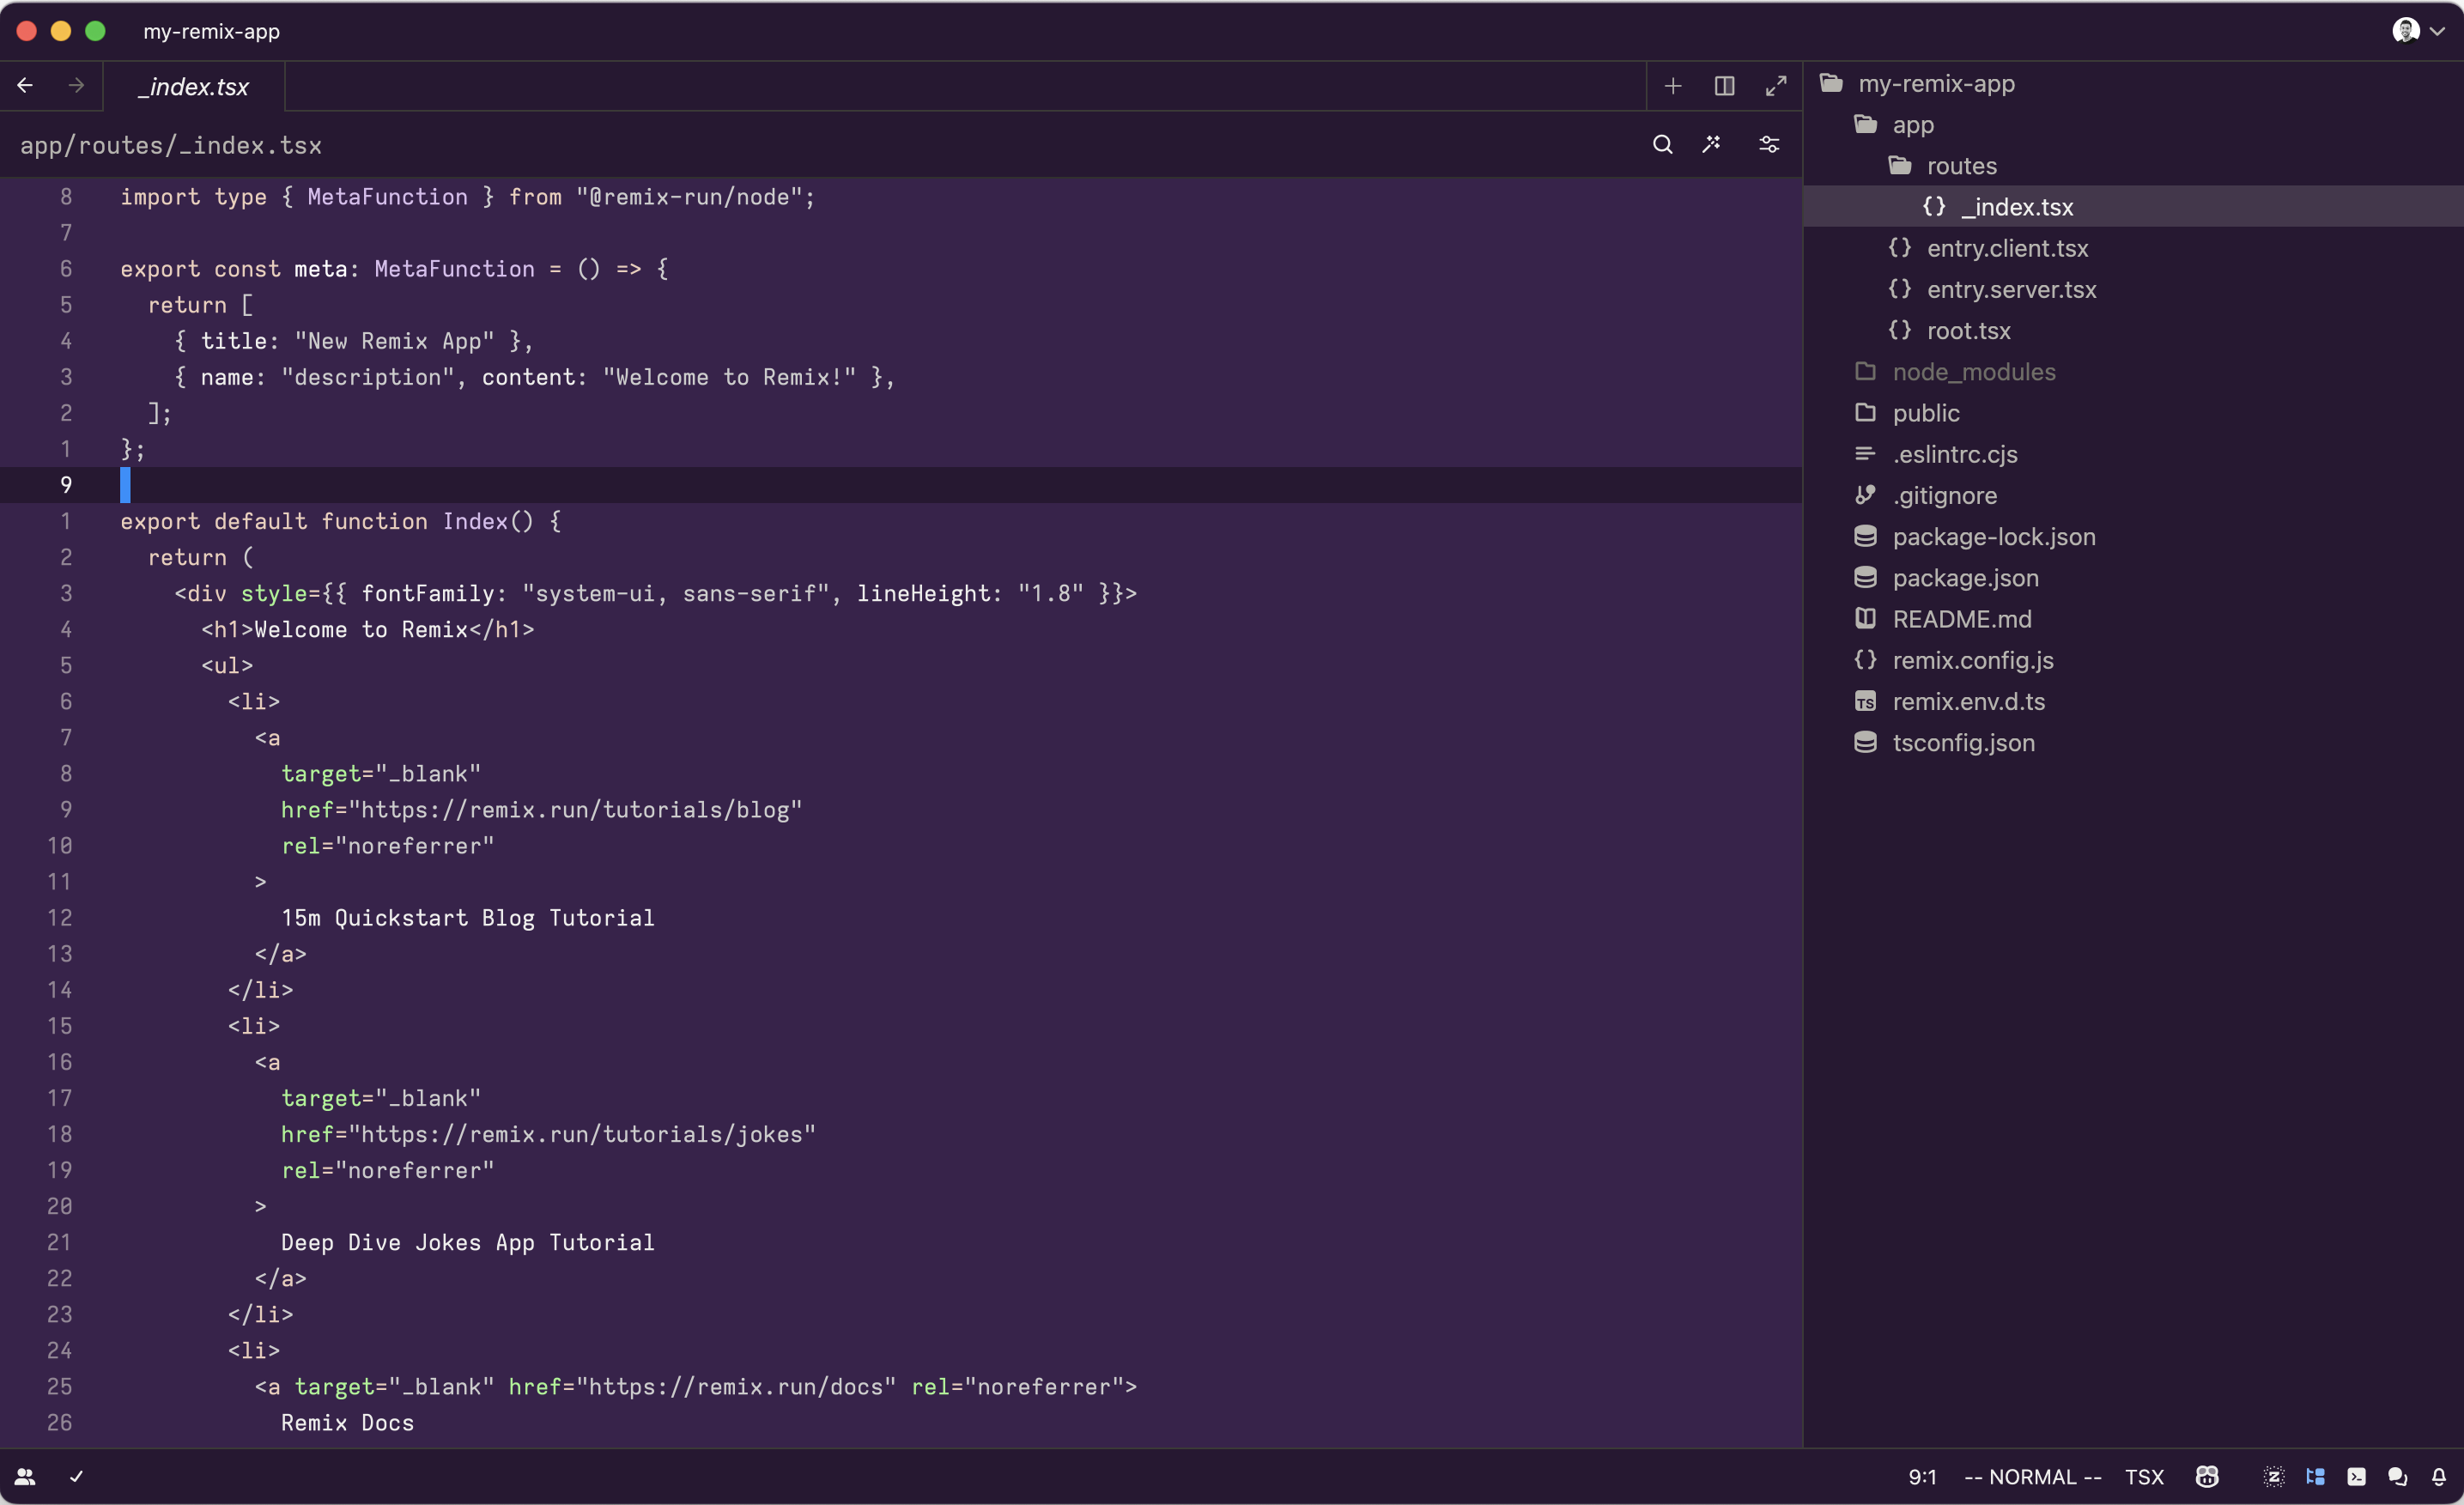 my-remix-app
_index.tsx
app/routes/_index.tsx
8 import type { MetaFunction } from "@remix-run/node";
7
6 export const meta: MetaFunction = () => {
5 return [
4 { title: "New Remix App" },
3 { name: "description", content: "Welcome to Remix!" },
2 ];
1 };
9
1 export default function Index() {
2 return (
3 <div style={{ fontFamily: "system-ui, sans-serif", lineHeight: "1.8" }}>
4 <h1>Welcome to Remix</h1>
5 <ul>
6 <li>
7 <a
8 target="_blank"
9 href="https://remix.run/tutorials/blog"
10 rel="noreferrer"
11 >
12 15m Quickstart Blog Tutorial
13 </a>
14 </li>
15 <li>
16 <a
17 target="_blank"
18 href="https://remix.run/tutorials/jokes"
19 rel="noreferrer"
20 >
21 Deep Dive Jokes App Tutorial
22 </a>
23 </li>
24 <li>
25 <a target="_blank" href="https://remix.run/docs" rel="noreferrer">
26 Remix Docs
my-remix-app
app
routes
_index.tsx
entry.client.tsx
entry.server.tsx
root.tsx
node_modules
public
.eslintrc.cjs
.gitignore
package-lock.json
package.json
README.md
remix.config.js
TS remix.env.d.ts
tsconfig.json
9:1 -- NORMAL -- TSX